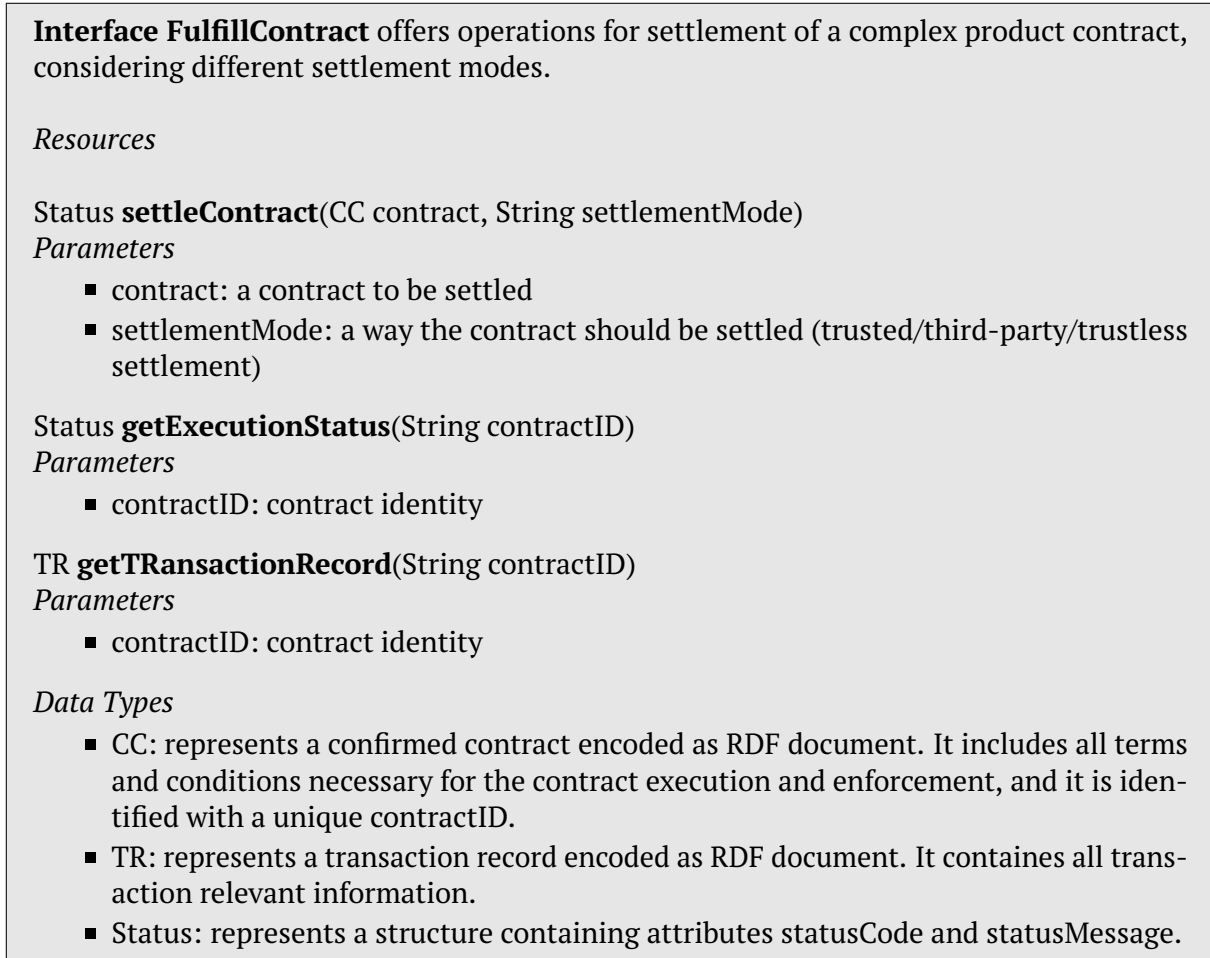 Interface FulfillContract offers operations for settlement of a complex product contract,
considering different settlement modes.
Resources
Status settleContract(CC contract, String settlementMode)
Parameters
▪ contract: a contract to be settled
▪ settlementMode: a way the contract should be settled (trusted/third-party/trustless
settlement)
Status getExecutionStatus(String contractID)
Parameters
▪ contractID: contract identity
TR getTRansactionRecord(String contractID)
Parameters
▪ contractID: contract identity
Data Types
▪ CC: represents a confirmed contract encoded as RDF document. It includes all terms
and conditions necessary for the contract execution and enforcement, and it is iden-
tified with a unique contractID.
▪ TR: represents a transaction record encoded as RDF document. It containes all trans-
action relevant information.
▪ Status: represents a structure containing attributes statusCode and statusMessage.